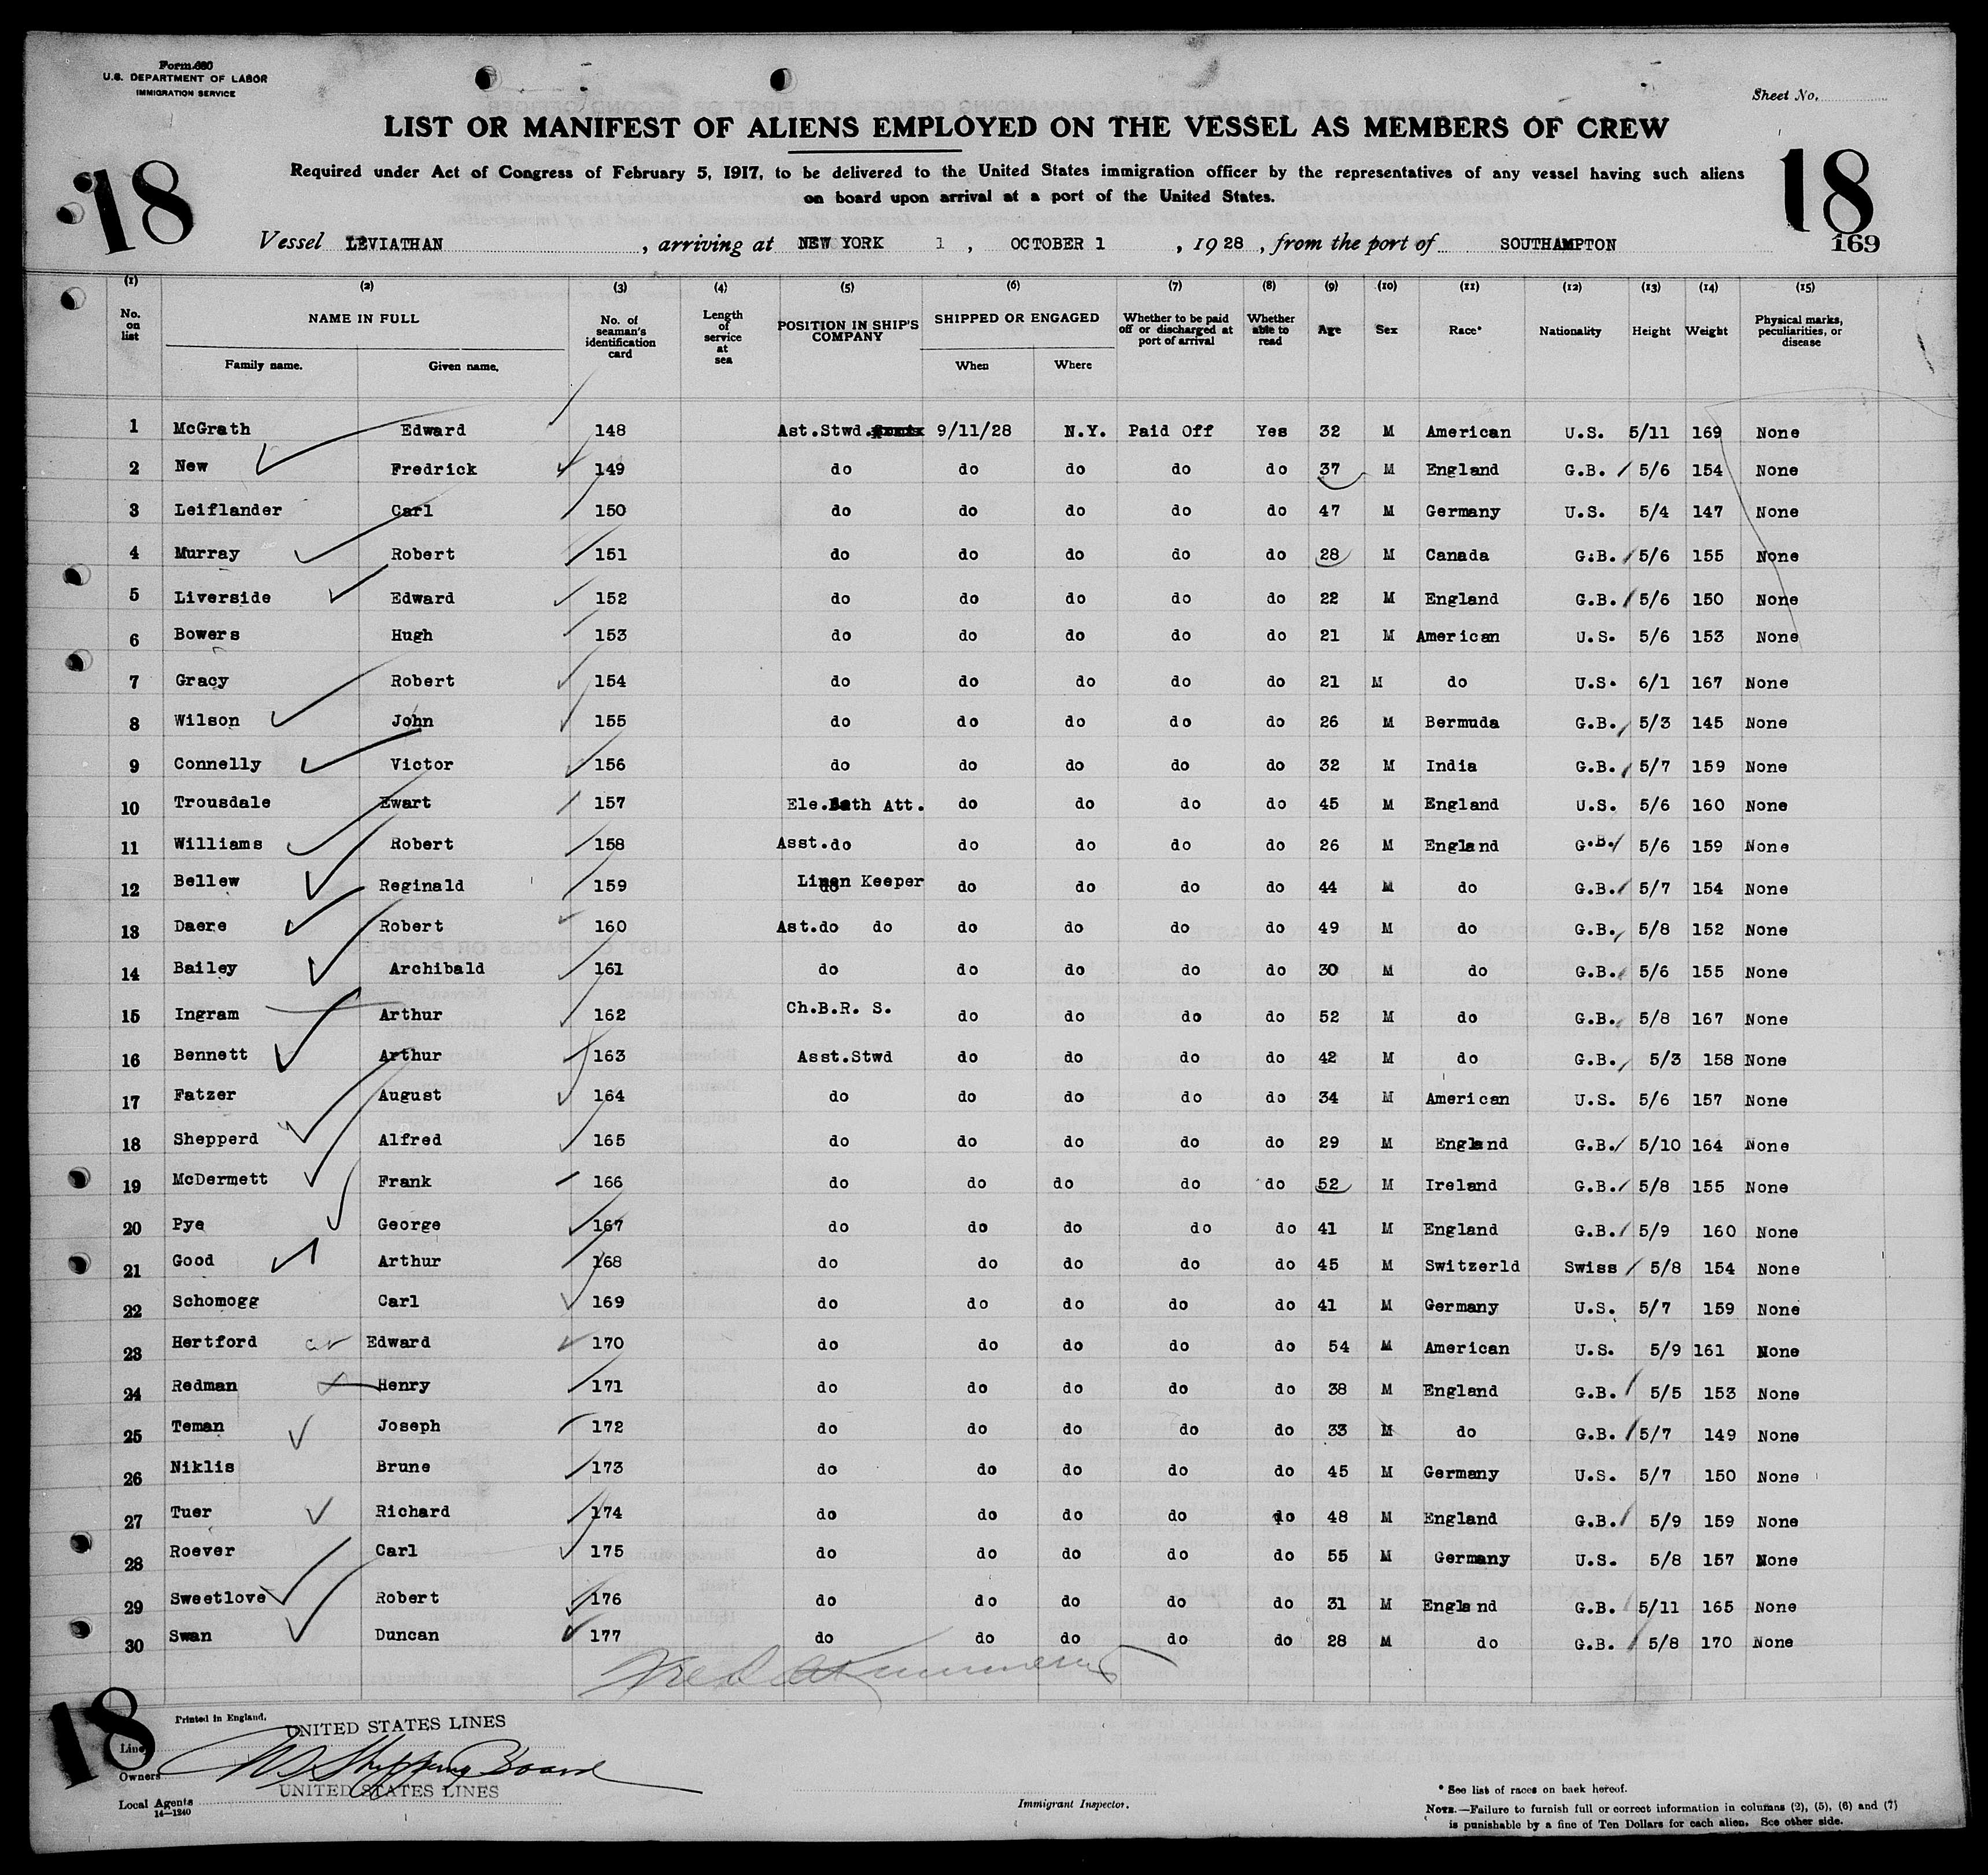 Form 680
U.S. DEPARTMENT OF LABOR
IMMIGRATION SERVICE
Sheet No.
LIST OR MANIFEST OF ALIENS EMPLOYED ON THE VESSEL AS MEMBERS OF CREW
18 18
Required under Act of Congress of February 5, 1917, to be delivered to the United States immigration officer by the representatives of any vessel having such aliens
on board upon arrival at a port of the United States.
Vessel LEVIATHAN, arriving at NEW YORK 1, OCTOBER 1, 1928, from the port of SOUTHAMPTON
169
(1) (2) (3) (4) (5) (6) (7) (8) (9) (10) (11) (12) (13) (14) (15)
No. on list NAME IN FULL No. of seaman's identification card Length of service at sea POSITION IN SHIP'S COMPANY SHIPPED OR ENGAGED Whether to be paid off or discharged at port of arrival Whether able to read Age Sex Race* Nationality Height Weight Physical marks, peculiarities, or disease
Family name. Given name. When Where
1 McGrath Edward 148 Ast.Stwd. 9/11/28 N.Y. Paid Off Yes 32 M American U.S. 5/11 169 None
2 New Fredrick 149 do do do do do 37 M England G.B. 5/6 154 None
3 Leiflander Carl 150 do do do do do 47 M Germany U.S. 5/4 147 None
4 Murray Robert 151 do do do do do 28 M Canada G.B. 5/6 155 None
5 Liverside Edward 152 do do do do do 22 M England G.B. 5/6 150 None
6 Bowers Hugh 153 do do do do do 21 M American U.S. 5/6 153 None
7 Gracy Robert 154 do do do do do 21 M do U.S. 6/1 167 None
8 Wilson John 155 do do do do do 26 M Bermuda G.B. 5/3 145 None
9 Connelly Victor 156 do do do do do 32 M India G.B. 5/7 159 None
10 Trousdale Ewart 157 Ele.Bath Att. do do do do 45 M England U.S. 5/6 160 None
11 Williams Robert 158 Asst.do do do do do 26 M England G.B. 5/6 159 None
12 Bellew Reginald 159 Linen Keeper do do do do 44 M do G.B. 5/7 154 None
13 Daere Robert 160 Ast.do do do do do do 49 M do G.B. 5/8 152 None
14 Bailey Archibald 161 do do do do do 30 M do G.B. 5/6 155 None
15 Ingram Arthur 162 Ch.B.R. S. do do do do 52 M do G.B. 5/8 167 None
16 Bennett Arthur 163 Asst.Stwd do do do do 42 M do G.B. 5/3 158 None
17 Fatzer August 164 do do do do do 34 M American U.S. 5/6 157 None
18 Shepperd Alfred 165 do do do do do 29 M England G.B. 5/10 164 None
19 McDermett Frank 166 do do do do do 52 M Ireland G.B. 5/8 155 None
20 Pye George 167 do do do do do 41 M England G.B. 5/9 160 None
21 Good Arthur 168 do do do do do 45 M Switzerld Swiss 5/8 154 None
22 Schomogg Carl 169 do do do do do 41 M Germany U.S. 5/7 159 None
23 Hertford Edward 170 do do do do do 54 M American U.S. 5/9 161 None
24 Redman Henry 171 do do do do do 38 M England G.B. 5/5 153 None
25 Teman Joseph 172 do do do do do 33 M do G.B. 5/7 149 None
26 Niklis Brune 173 do do do do do 45 M Germany U.S. 5/7 150 None
27 Tuer Richard 174 do do do do do 48 M England G.B. 5/9 159 None
28 Roever Carl 175 do do do do do 55 M Germany U.S. 5/8 157 None
29 Sweetlove Robert 176 do do do do do 31 M England G.B. 5/11 165 None
30 Swan Duncan 177 do do do do do 28 M do G.B. 5/8 170 None
18
Printed in England.
Line UNITED STATES LINES
Owners US Shipping Board
Local Agents UNITED STATES LINES
14—1240
Immigrant Inspector.
* See list of races on back hereof.
NOTE.—Failure to furnish full or correct information in columns (2), (5), (6) and (7)
is punishable by a fine of Ten Dollars for each alien. See other side.